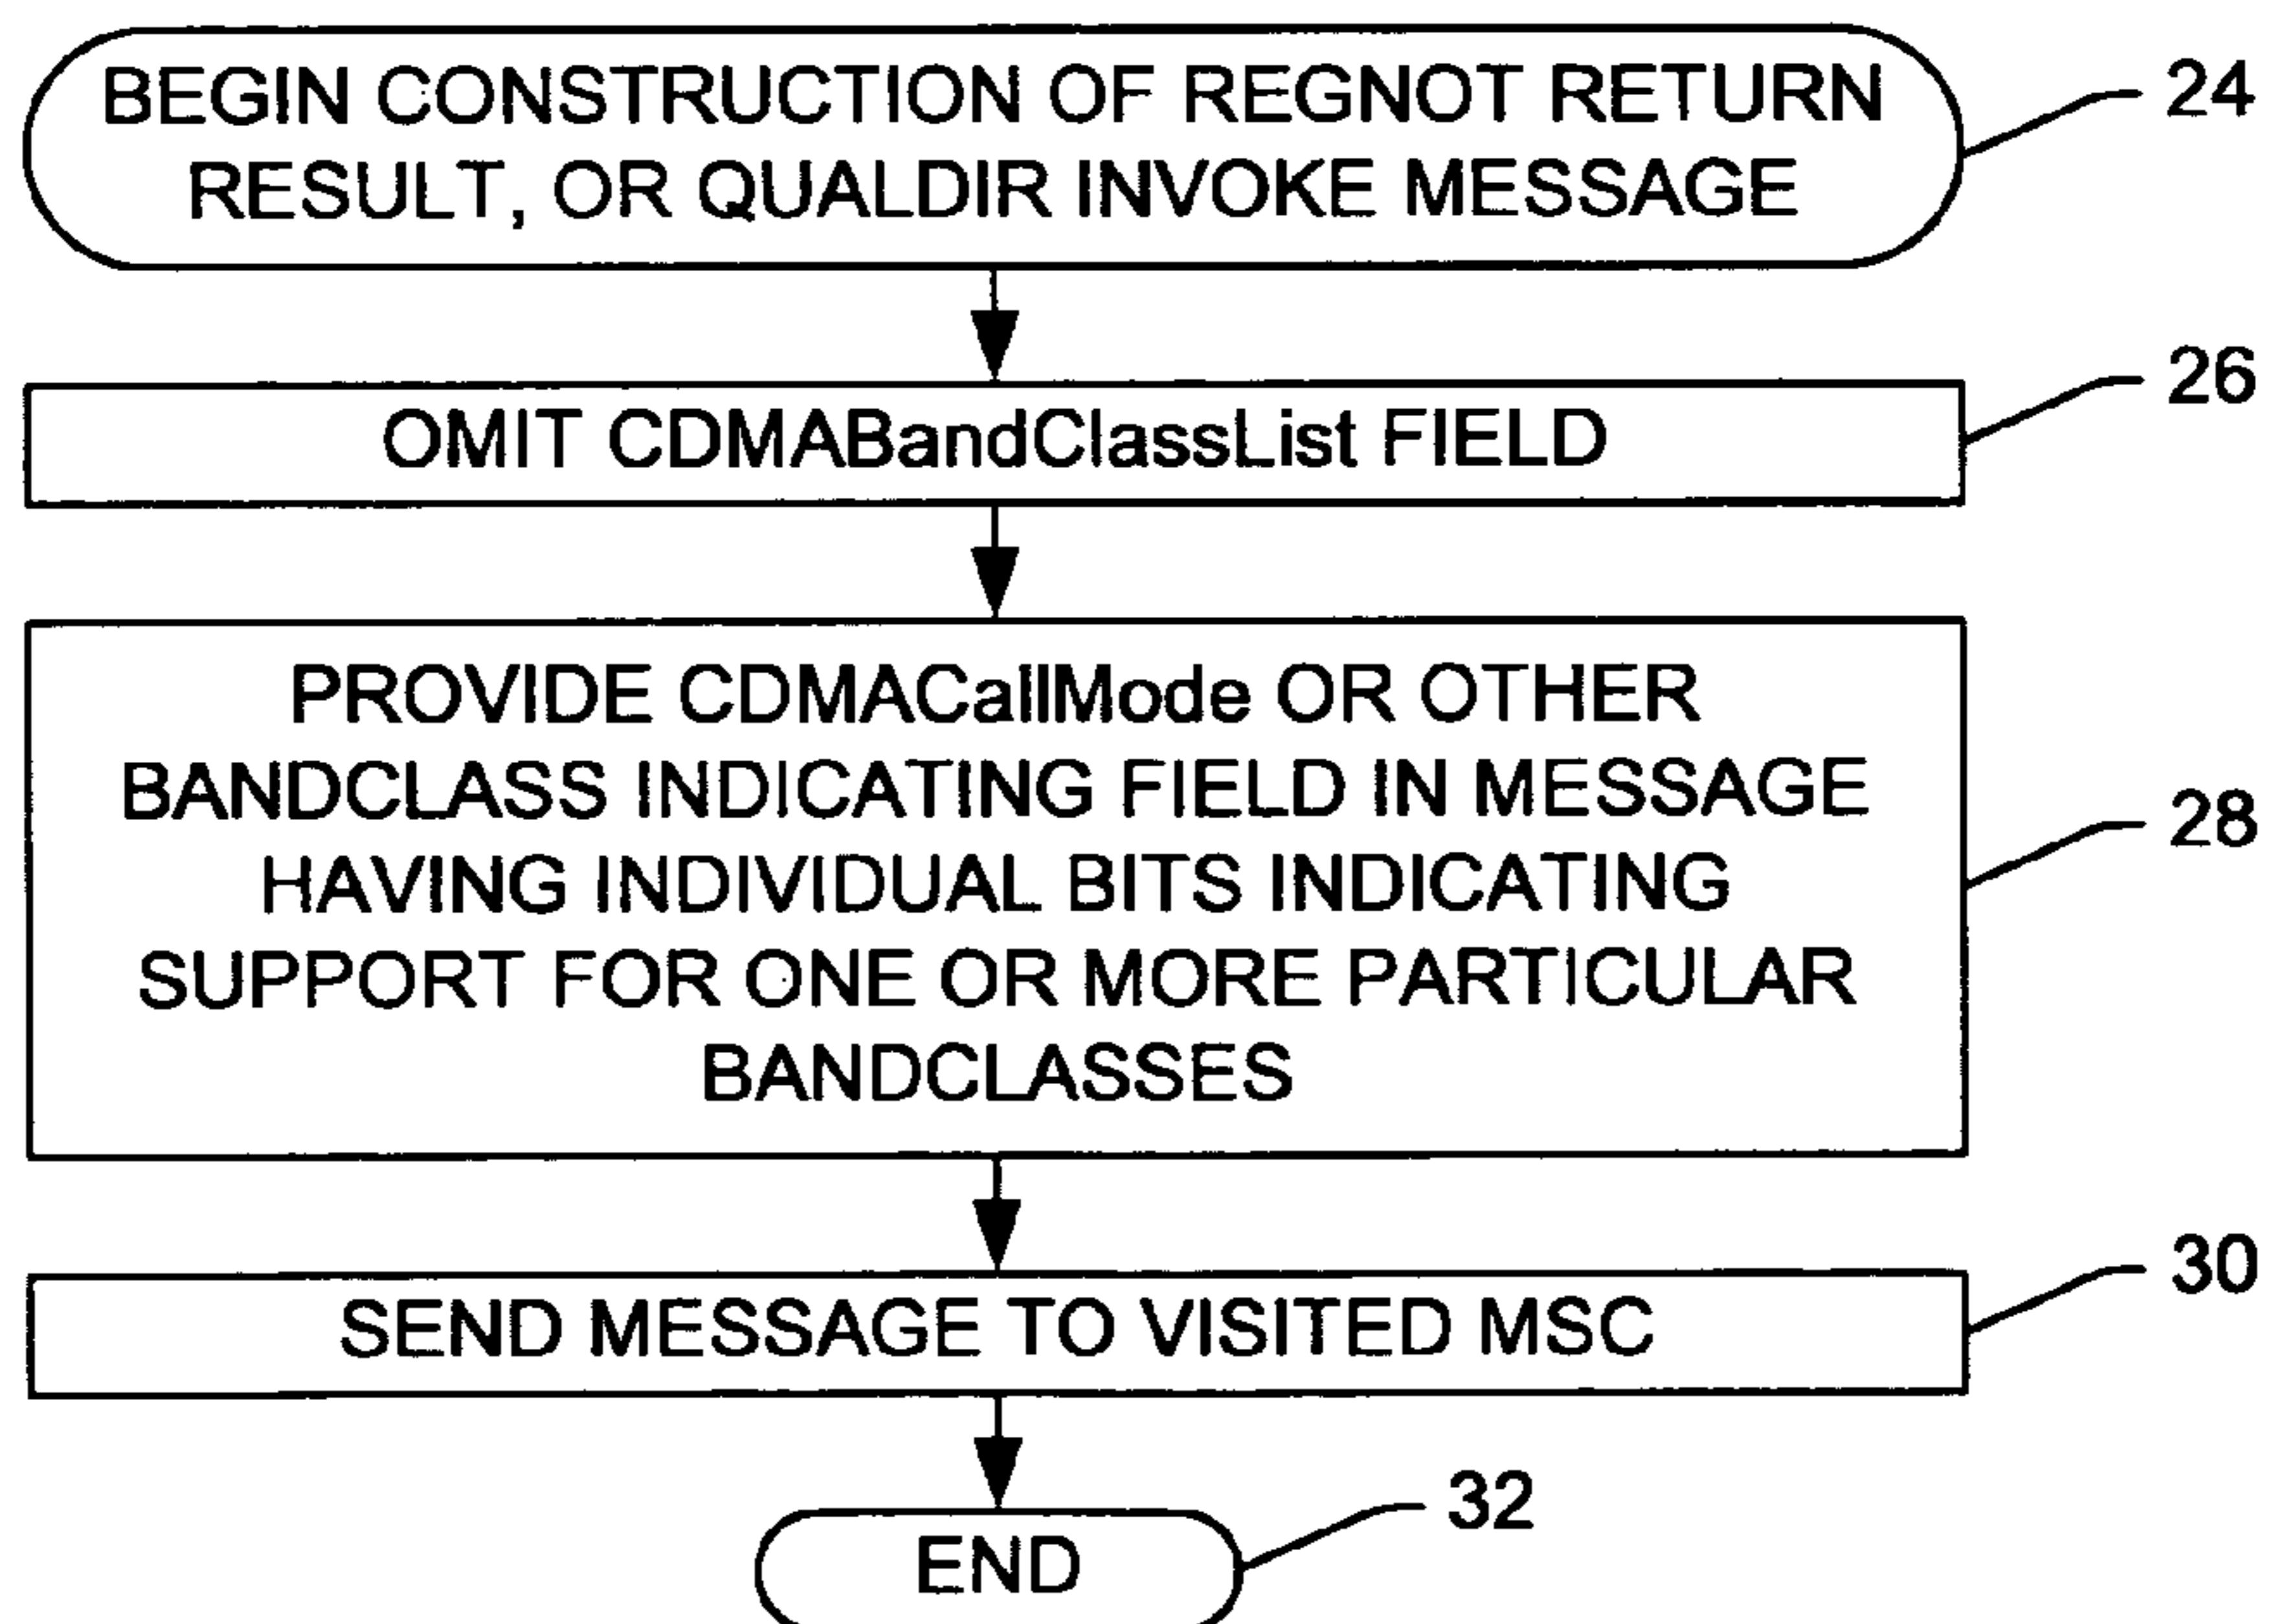 BEGIN CONSTRUCTION OF REGNOT RETURN
RESULT, OR QUALDIR INVOKE MESSAGE
24
OMIT CDMABandClassList FIELD
26
PROVIDE CDMACallMode OR OTHER
BANDCLASS INDICATING FIELD IN MESSAGE
HAVING INDIVIDUAL BITS INDICATING
SUPPORT FOR ONE OR MORE PARTICULAR
BANDCLASSES
28
SEND MESSAGE TO VISITED MSC
30
END
32